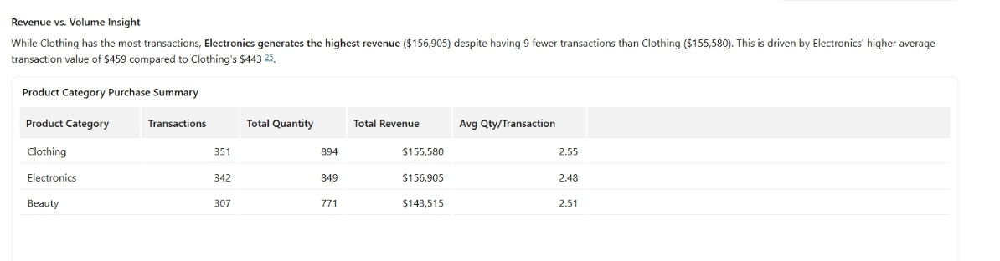 Revenue vs. Volume Insight
While Clothing has the most transactions, Electronics generates the highest revenue ($156,905) despite having 9 fewer transactions than Clothing ($155,580). This is driven by Electronics' higher average
transaction value of $459 compared to Clothing's $443 25.
Product Category Purchase Summary
Product Category Transactions Total Quantity Total Revenue Avg Qty/Transaction
Clothing 351 894 $155,580 2.55
Electronics 342 849 $156,905 2.48
Beauty 307 771 $143,515 2.51